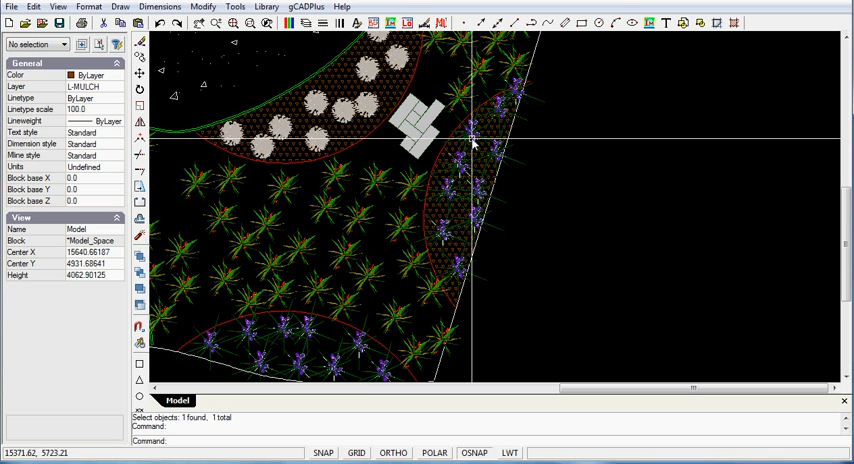 File Edit View Format Tools Draw Dimensions Modify Tools Library gCADPlus Window Help
No selection
General
Color ByLayer
Layer L-MULCH
Linetype ByLayer
Linetype scale 100.0
Lineweight ByLayer
Text style Standard
Dimension style Standard
Mline style Standard
Units Undefined
Block base X 0.0
Block base Y 0.0
Block base Z 0.0
View
Name Model
Block *Model_Space
Center X 15640.66187
Center Y 4931.68641
Height 4062.90125
Model
Select objects: 1 found, 1 total
Command:
Command:
15371.62, 5723.21 SNAP GRID ORTHO POLAR OSNAP LWT